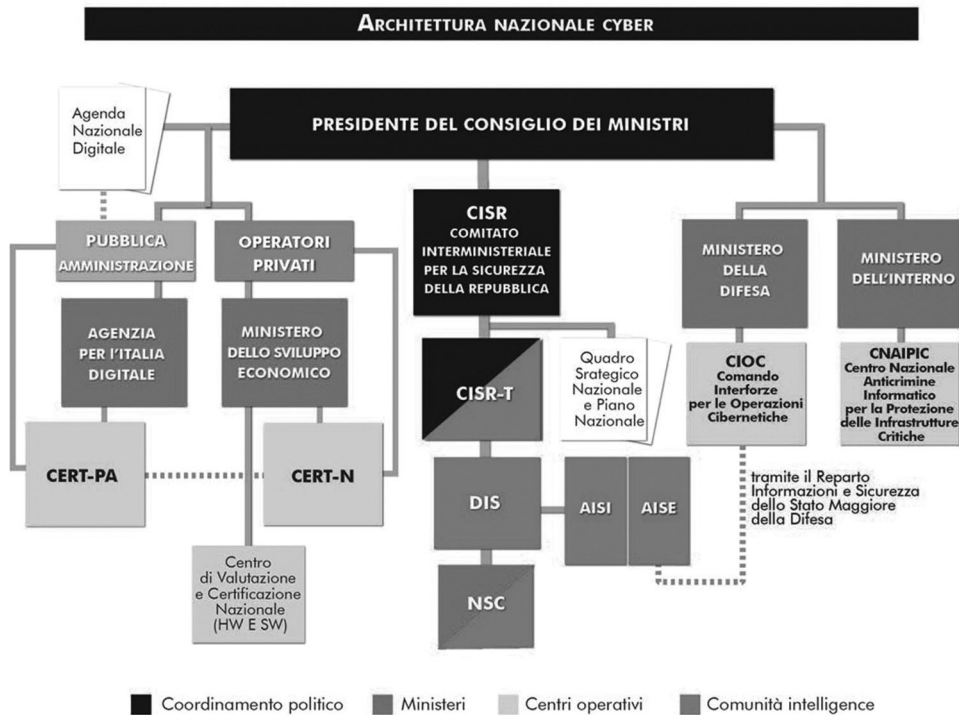 ARCHITETTURA NAZIONALE CYBER
Agenda
Nazionale
Digitale
PRESIDENTE DEL CONSIGLIO DEI MINISTRI
PUBBLICA
AMMINISTRAZIONE
OPERATORI
PRIVATI
CISR
COMITATO
INTERMINISTERIALE
PER LA SICUREZZA
DELLA REPUBBLICA
MINISTERO
DELLA
DIFESA
MINISTERO
DELL'INTERNO
AGENZIA
PER L'ITALIA
DIGITALE
MINISTERO
DELLO SVILUPPO
ECONOMICO
CISR-T
Quadro
Srategico
Nazionale
e Piano
Nazionale
CIOC
Comando
Interforze
per le Operazioni
Cibernetiche
CNAIPIC
Centro Nazionale
Anticrimine
Informatico
per la Protezione
delle Infrastrutture
Critiche
CERT-PA
CERT-N
DIS
AISI
AISE
tramite il Reparto
Informazioni e Sicurezza
dello Stato Maggiore
della Difesa
Centro
di Valutazione
e Certificazione
Nazionale
(HW E SW)
NSC
Coordinamento politico
Ministeri
Centri operativi
Comunità intelligence